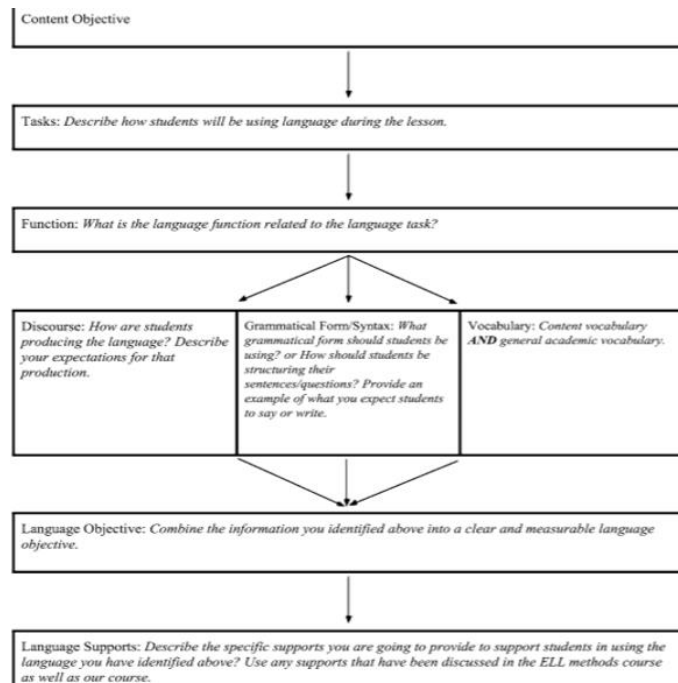 Content Objective
Tasks: Describe how students will be using language during the lesson.
Function: What is the language function related to the language task?
Discourse: How are students
producing the language? Describe
your expectations for that
production.
Grammatical Form/Syntax: What
grammatical form should students be
using? or How should students be
structuring their
sentences/questions? Provide an
example of what you expect students
to say or write.
Vocabulary: Content vocabulary
AND general academic vocabulary.
Language Objective: Combine the information you identified above into a clear and measurable language
objective.
Language Supports: Describe the specific supports you are going to provide to support students in using the
language you have identified above? Use any supports that have been discussed in the ELL methods course
as well as our course.